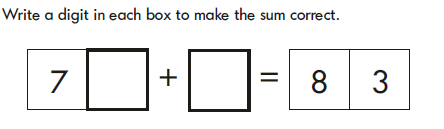 Write a digit in each box to make the sum correct.
7 + = 8 3